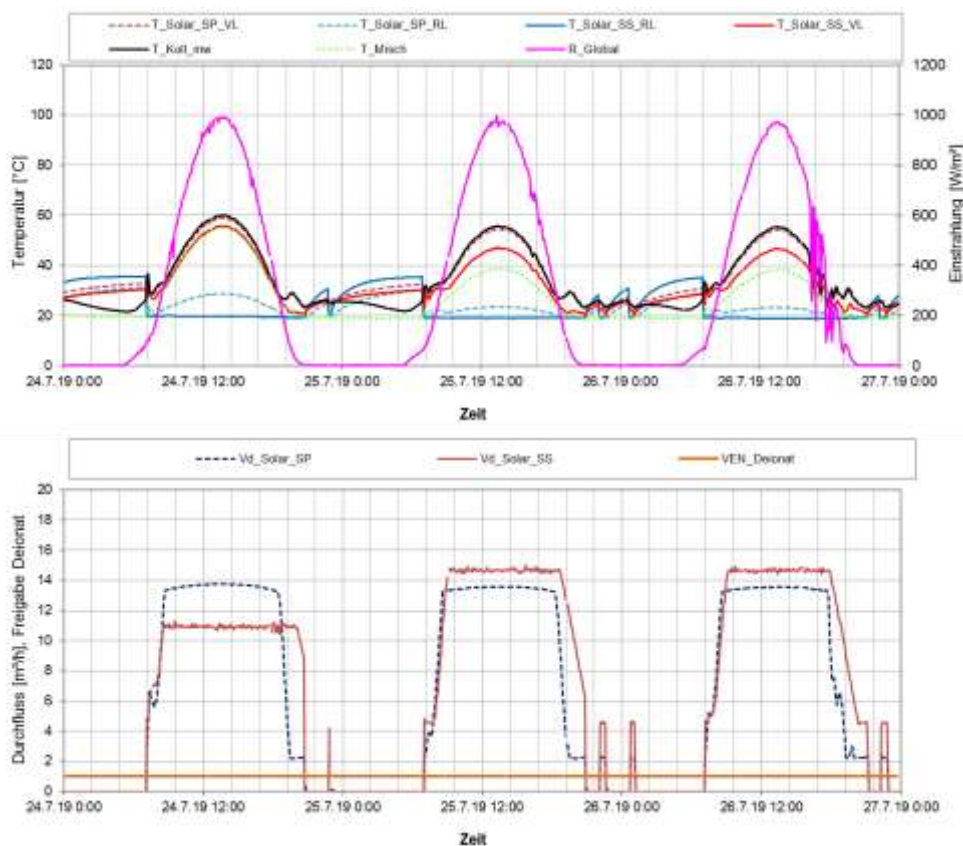 T_Solar_SP_VL T_Solar_SP_RL T_Solar_SS_RL T_Solar_SS_VL
T_Koll_mw T_Misch R_Global
120 1200
100 1000
80 800
60 600
40 400
20 200
0 0
Temperatur [°C]
Einstrahlung [W/m²]
24.7.19 0:00 24.7.19 12:00 25.7.19 0:00 25.7.19 12:00 26.7.19 0:00 26.7.19 12:00 27.7.19 0:00
Zeit
Vd_Solar_SP Vd_Solar_SS VEN_Deionat
20
18
16
14
12
10
8
6
4
2
0
Durchfluss [m³/h], Freigabe Deionat
24.7.19 0:00 24.7.19 12:00 25.7.19 0:00 25.7.19 12:00 26.7.19 0:00 26.7.19 12:00 27.7.19 0:00
Zeit